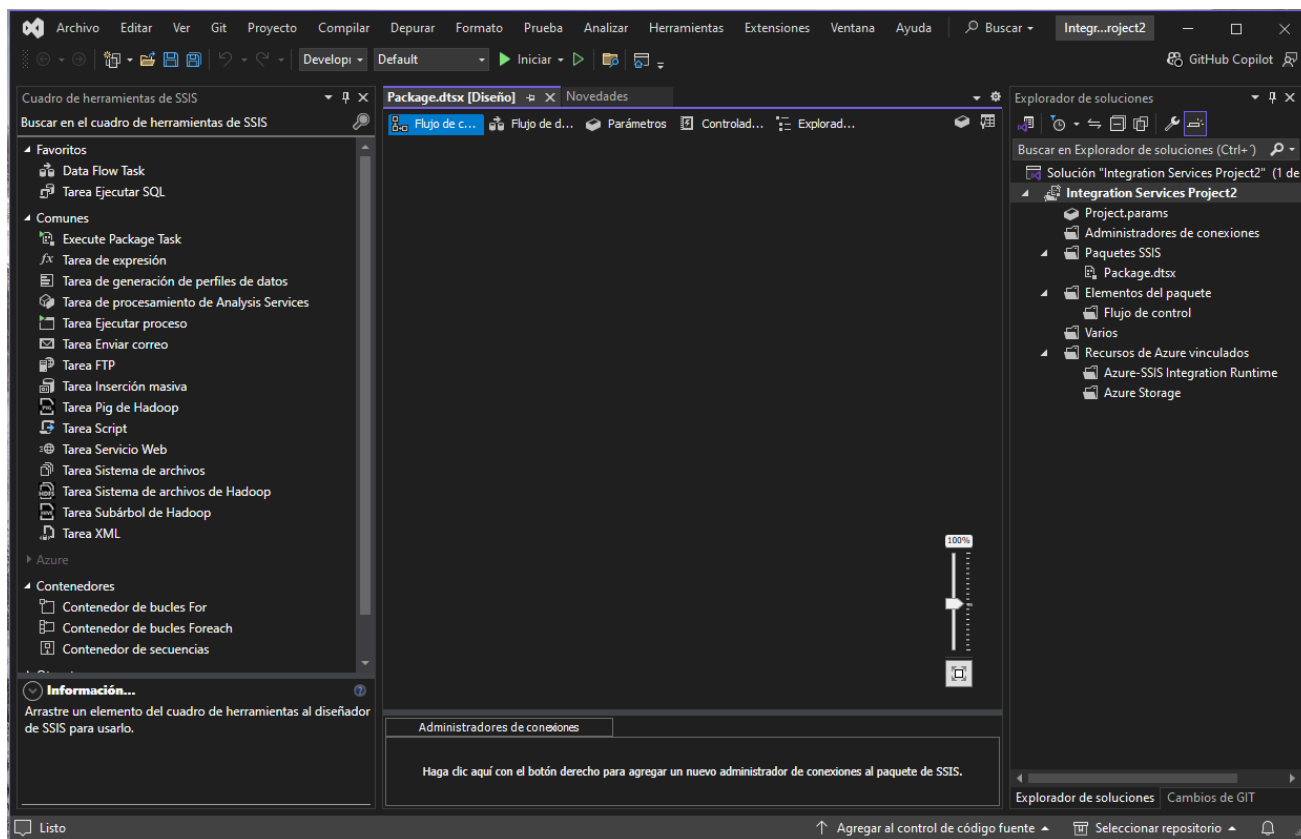 Archivo Editar Ver Git Proyecto Compilar Depurar Formato Prueba Analizar Herramientas Extensiones Ventana Ayuda Buscar Integr...roject2
Develop Default Iniciar GitHub Copilot
Cuadro de herramientas de SSIS
Buscar en el cuadro de herramientas de SSIS
Favoritos
Data Flow Task
Tarea Ejecutar SQL
Comunes
Execute Package Task
Tarea de expresión
Tarea de generación de perfiles de datos
Tarea de procesamiento de Analysis Services
Tarea Ejecutar proceso
Tarea Enviar correo
Tarea FTP
Tarea Inserción masiva
Tarea Pig de Hadoop
Tarea Script
Tarea Servicio Web
Tarea Sistema de archivos
Tarea Sistema de archivos de Hadoop
Tarea Subárbol de Hadoop
Tarea XML
Azure
Contenedores
Contenedor de bucles For
Contenedor de bucles Foreach
Contenedor de secuencias
Información...
Arrastre un elemento del cuadro de herramientas al diseñador
de SSIS para usarlo.
Package.dtsx [Diseño] Novedades
Flujo de c... Flujo de d... Parámetros Controlad... Explorad...
100%
Administradores de conexiones
Haga clic aquí con el botón derecho para agregar un nuevo administrador de conexiones al paquete de SSIS.
Explorador de soluciones
Buscar en Explorador de soluciones (Ctrl+´)
Solución "Integration Services Project2" (1 de
Integration Services Project2
Project.params
Administradores de conexiones
Paquetes SSIS
Package.dtsx
Elementos del paquete
Flujo de control
Varios
Recursos de Azure vinculados
Azure-SSIS Integration Runtime
Azure Storage
Explorador de soluciones Cambios de GIT
Listo Agregar al control de código fuente Seleccionar repositorio